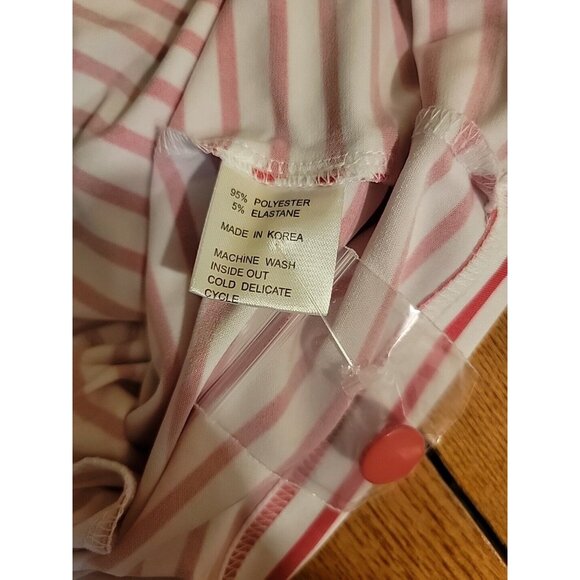 95% POLYESTER
5% ELASTANE
MADE IN KOREA
MACHINE WASH
INSIDE OUT
COLD DELICATE
CYCLE